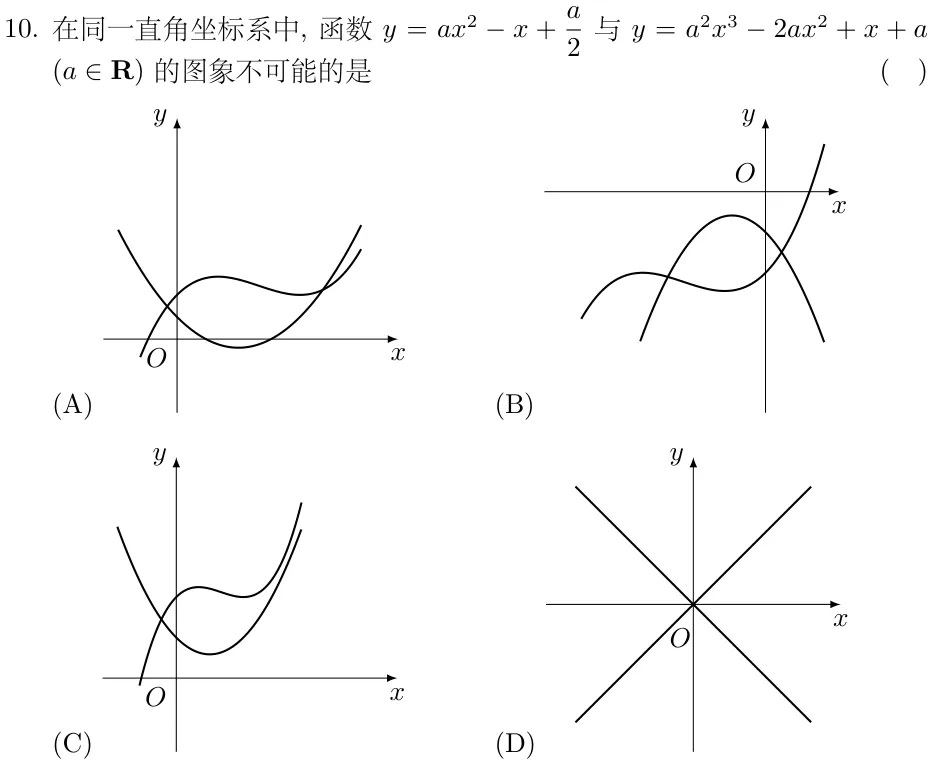 10. 在同一直角坐标系中, 函数 y = ax² − x + a/2 与 y = a²x³ − 2ax² + x + a
(a ∈ R) 的图象不可能的是 ( )
y
x
O
(A)
y
O
x
(B)
y
x
O
(C)
y
x
O
(D)